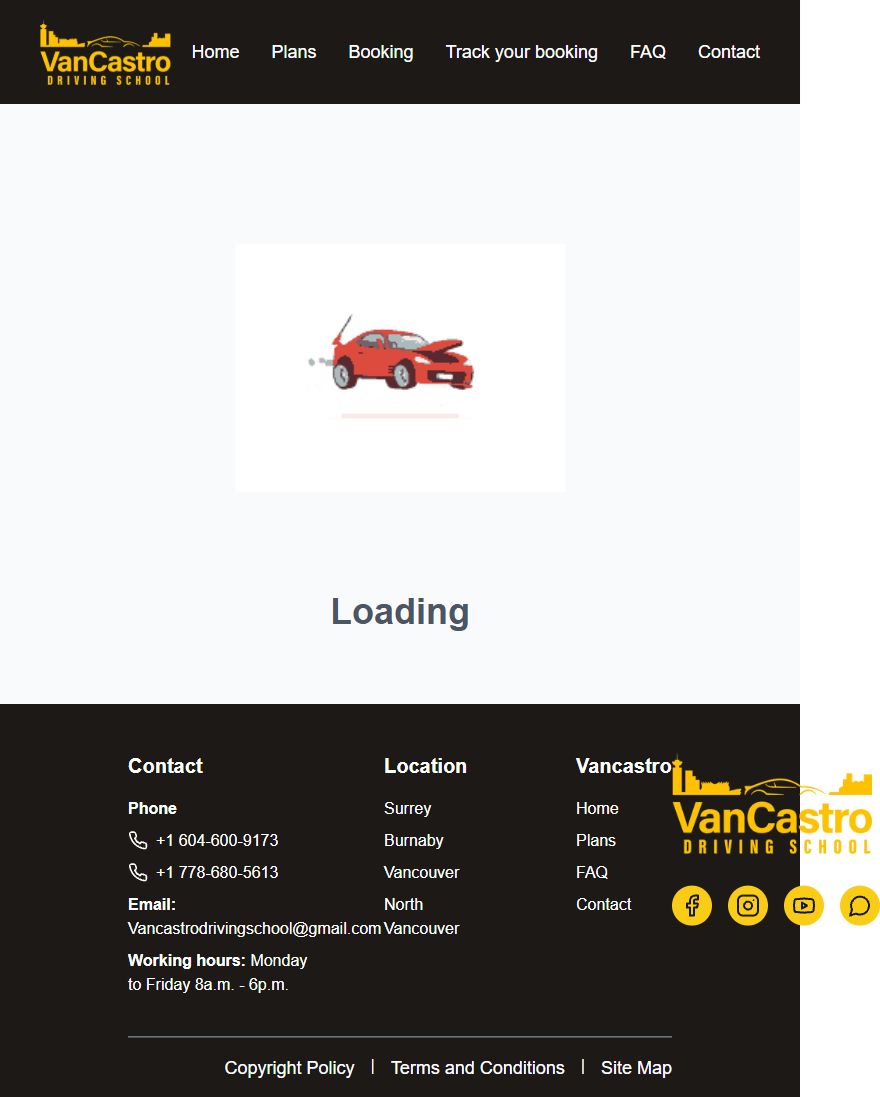 VanCastro
DRIVING SCHOOL
Home
Plans
Booking
Track your booking
FAQ
Contact
Loading
Contact
Phone
+1 604-600-9173
+1 778-680-5613
Email:
Vancastrodrivingschool@gmail.com
Working hours: Monday
to Friday 8a.m. - 6p.m.
Location
Surrey
Burnaby
Vancouver
North
Vancouver
Vancastro
Home
Plans
FAQ
Contact
VanCastro
DRIVING SCHOOL
Copyright Policy | Terms and Conditions | Site Map